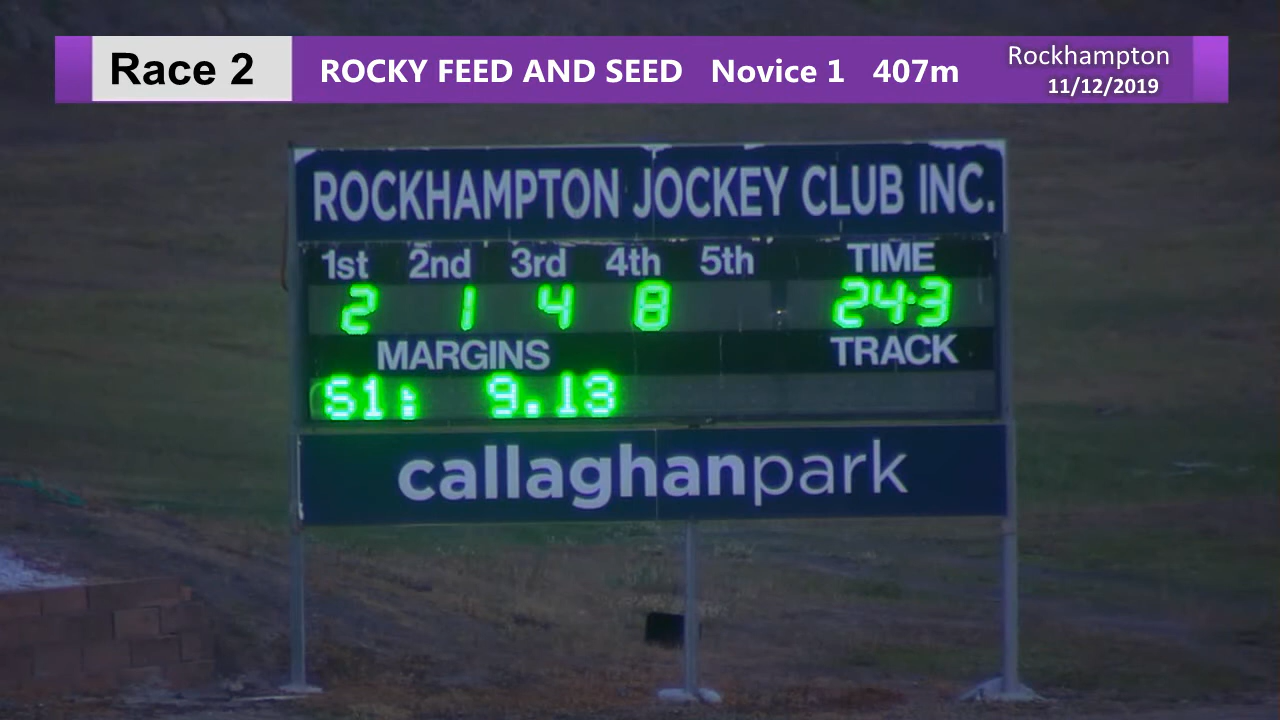 Race 2 ROCKY FEED AND SEED Novice 1 407m Rockhampton
11/12/2019
ROCKHAMPTON JOCKEY CLUB INC.
1st 2nd 3rd 4th 5th TIME
2 1 4 8 24.3
MARGINS TRACK
S1: 9.13
callaghanpark